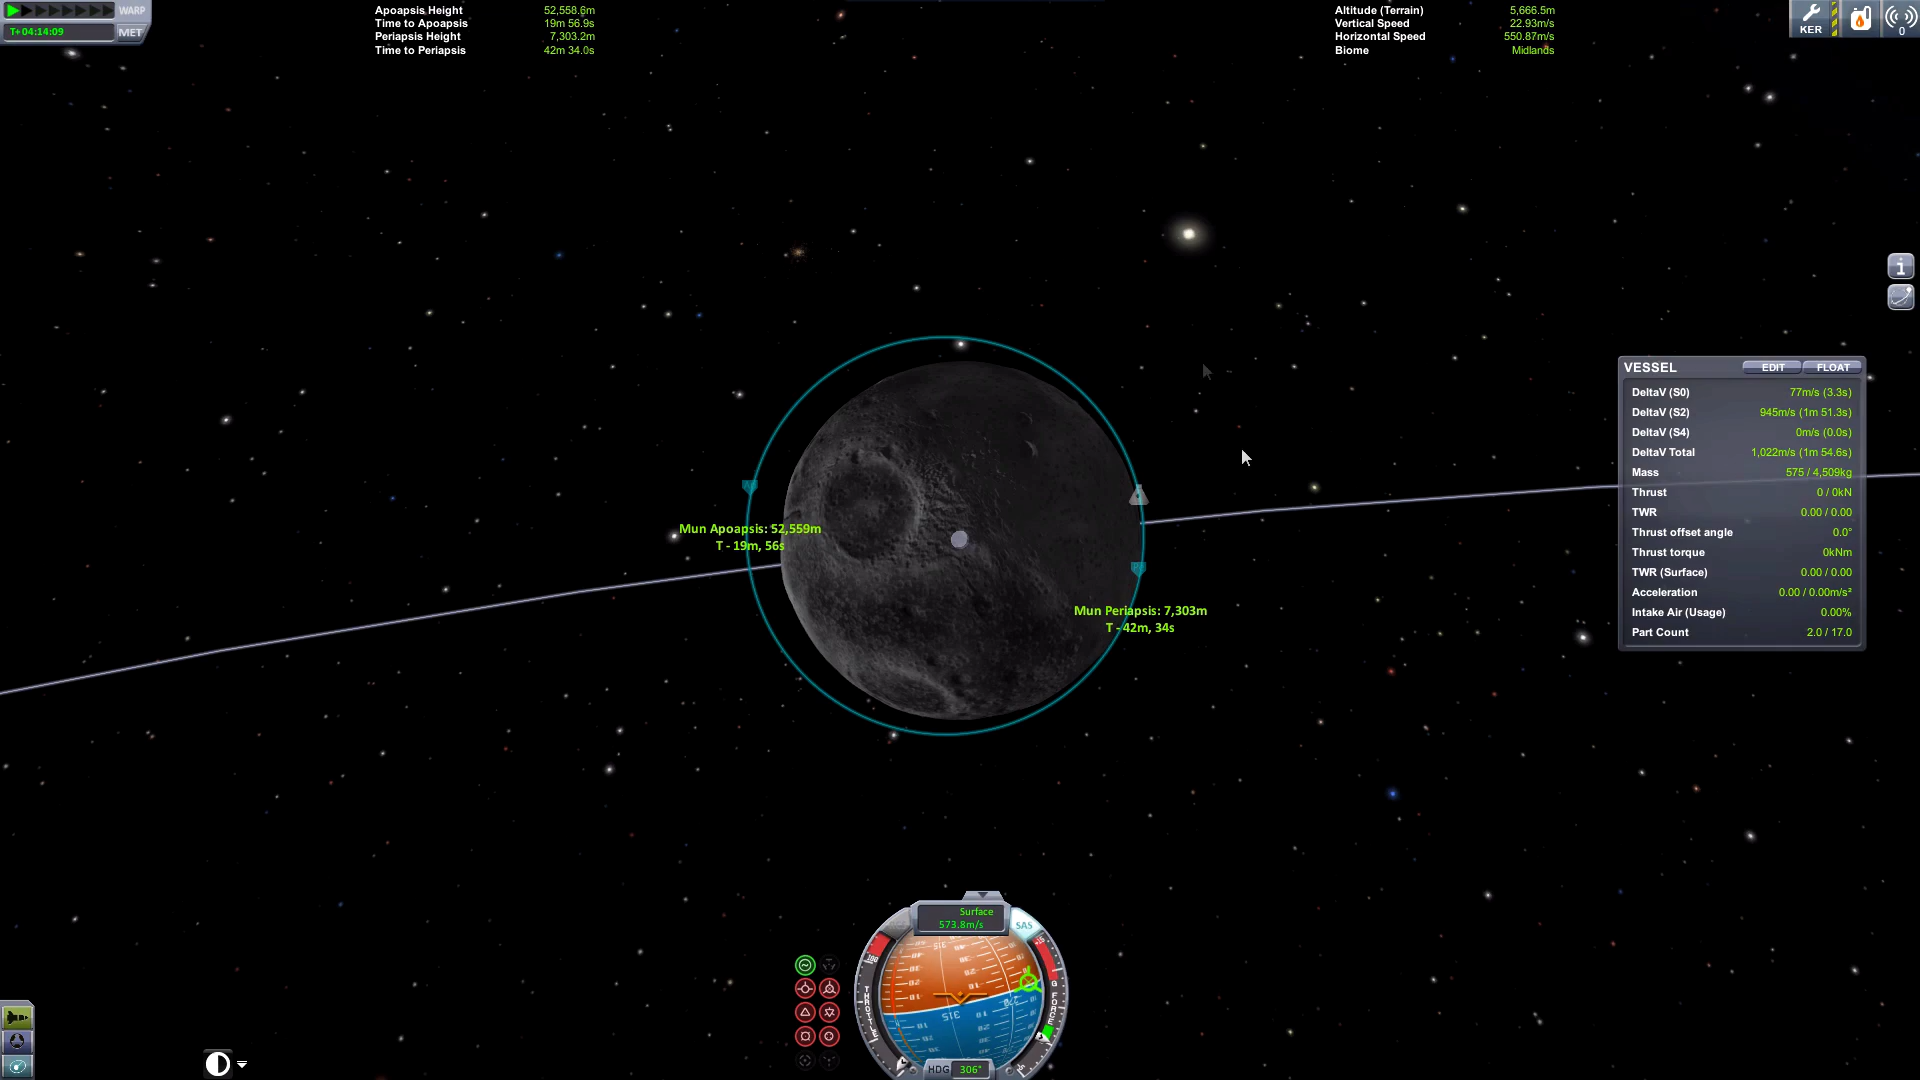 WARP
T+ 04:14:09
MET
Apoapsis Height 52,558.6m
Time to Apoapsis 19m 56.9s
Periapsis Height 7,303.2m
Time to Periapsis 42m 34.0s
Altitude (Terrain) 5,666.5m
Vertical Speed 22.93m/s
Horizontal Speed 550.87m/s
Biome Midlands
KER
0
Mun Apoapsis: 52,559m
T - 19m, 56s
Mun Periapsis: 7,303m
T - 42m, 34s
VESSEL EDIT FLOAT
DeltaV (S0) 77m/s (3.3s)
DeltaV (S2) 945m/s (1m 51.3s)
DeltaV (S4) 0m/s (0.0s)
DeltaV Total 1,022m/s (1m 54.6s)
Mass 575 / 4,509kg
Thrust 0 / 0kN
TWR 0.00 / 0.00
Thrust offset angle 0.0°
Thrust torque 0kNm
TWR (Surface) 0.00 / 0.00
Acceleration 0.00 / 0.00m/s²
Intake Air (Usage) 0.00%
Part Count 2.0 / 17.0
Surface
573.8m/s
SAS
THROTTLE
G FORCE
315
HDG 306°